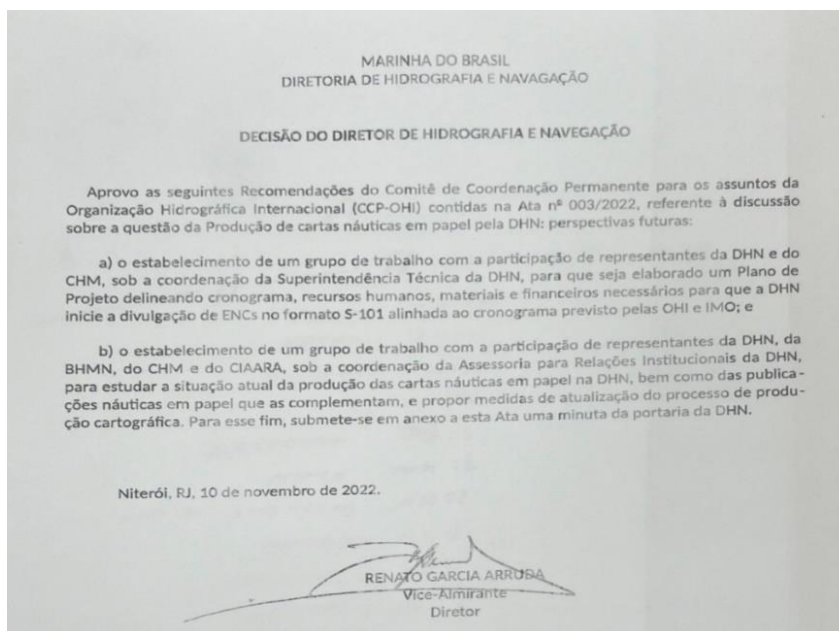 MARINHA DO BRASIL
DIRETORIA DE HIDROGRAFIA E NAVAGAÇÃO
DECISÃO DO DIRETOR DE HIDROGRAFIA E NAVEGAÇÃO
Aprovo as seguintes Recomendações do Comitê de Coordenação Permanente para os assuntos da
Organização Hidrográfica Internacional (CCP-OHI) contidas na Ata nº 003/2022, referente à discussão
sobre a questão da Produção de cartas náuticas em papel pela DHN: perspectivas futuras:
a) o estabelecimento de um grupo de trabalho com a participação de representantes da DHN e do
CHM, sob a coordenação da Superintendência Técnica da DHN, para que seja elaborado um Plano de
Projeto delineando cronograma, recursos humanos, materiais e financeiros necessários para que a DHN
inicie a divulgação de ENCs no formato S-101 alinhada ao cronograma previsto pelas OHI e IMO; e
b) o estabelecimento de um grupo de trabalho com a participação de representantes da DHN, da
BHMN, do CHM e do CIAARA, sob a coordenação da Assessoria para Relações Institucionais da DHN,
para estudar a situação atual da produção das cartas náuticas em papel na DHN, bem como das publica-
ções náuticas em papel que as complementam, e propor medidas de atualização do processo de produ-
ção cartográfica. Para esse fim, submete-se em anexo a esta Ata uma minuta da portaria da DHN.
Niterói, RJ, 10 de novembro de 2022.
RENATO GARCIA ARRUDA
Vice-Almirante
Diretor